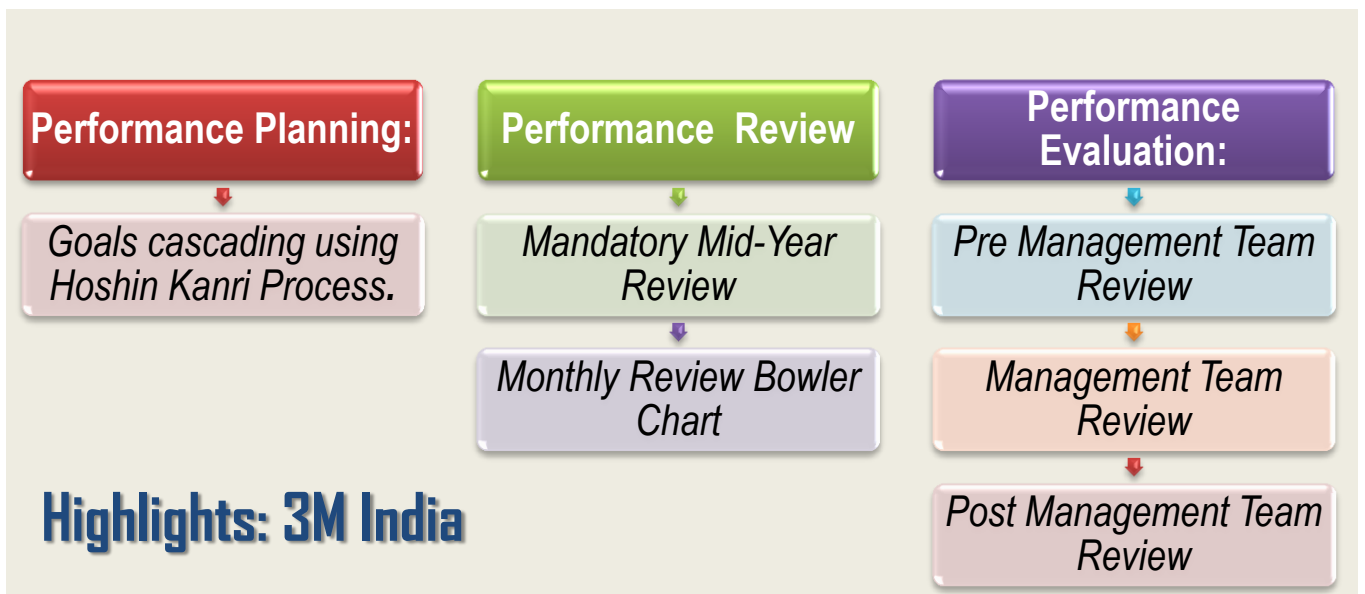 Performance Planning:
Goals cascading using
Hoshin Kanri Process.
Performance Review
Mandatory Mid-Year
Review
Monthly Review Bowler
Chart
Performance
Evaluation:
Pre Management Team
Review
Management Team
Review
Post Management Team
Review
Highlights: 3M India